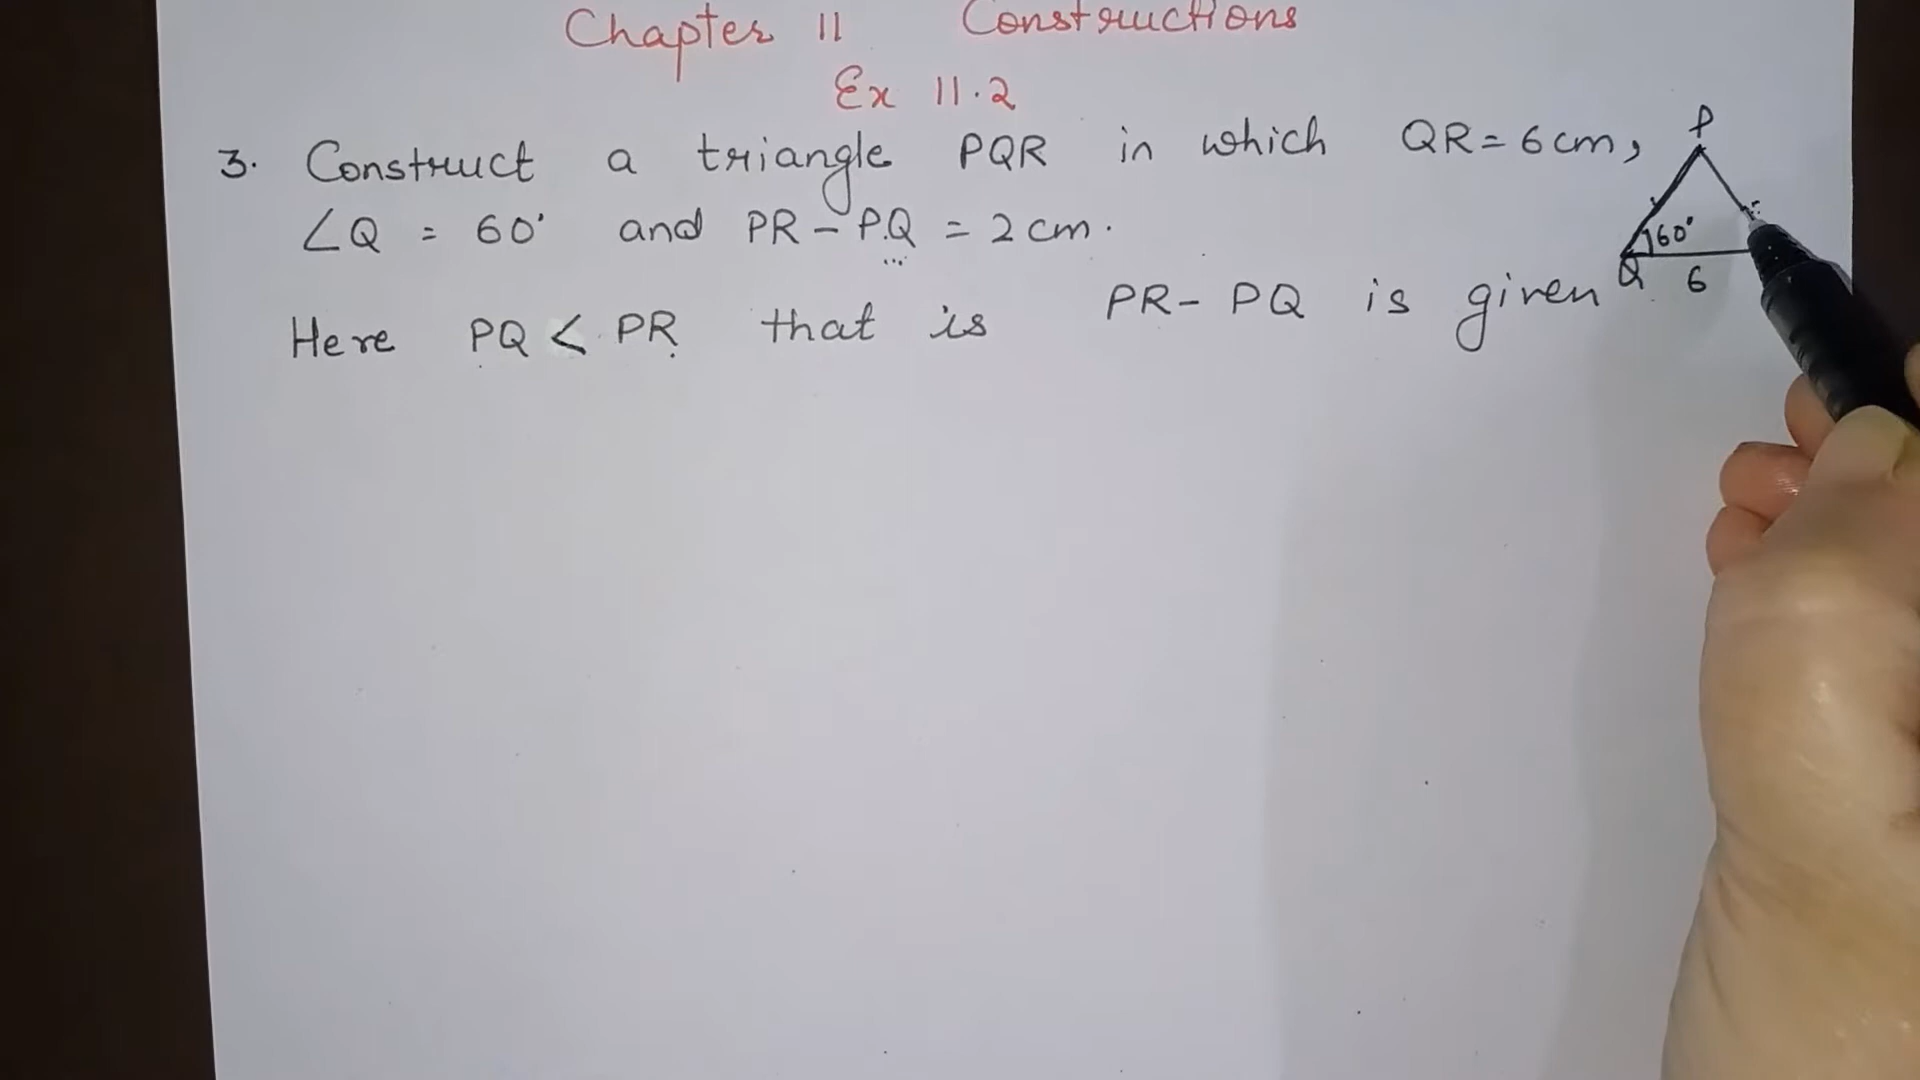 Chapter 11 Constructions
Ex 11.2
3. Construct a triangle PQR in which QR = 6 cm,
∠Q = 60° and PR - PQ = 2 cm.
Here PQ < PR that is PR - PQ is given
P
60°
Q 6